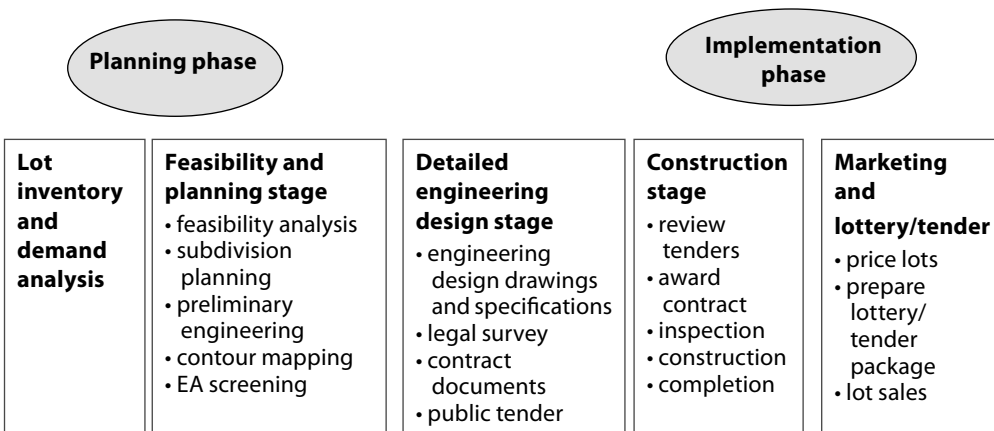 Planning phase
Implementation
phase
Lot
inventory
and
demand
analysis
Feasibility and
planning stage
• feasibility analysis
• subdivision
planning
• preliminary
engineering
• contour mapping
• EA screening
Detailed
engineering
design stage
• engineering
design drawings
and specifications
• legal survey
• contract
documents
• public tender
Construction
stage
• review
tenders
• award
contract
• inspection
• construction
• completion
Marketing
and
lottery/tender
• price lots
• prepare
lottery/
tender
package
• lot sales